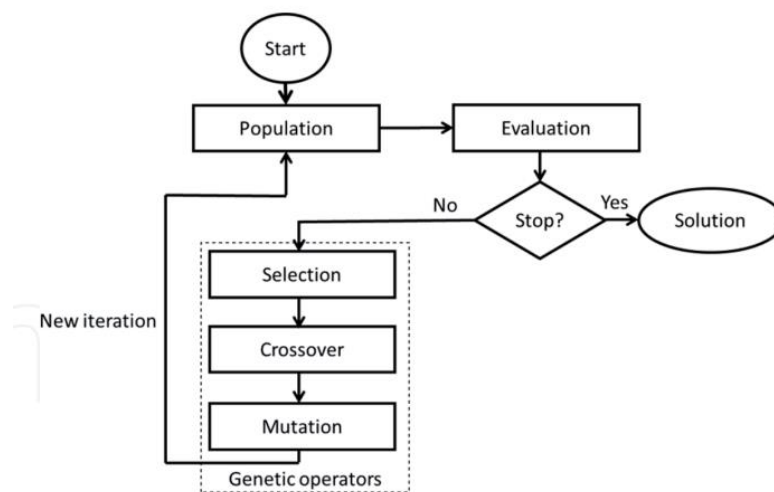 Start
Population
Evaluation
No
Stop?
Yes
Solution
Selection
New iteration
Crossover
Mutation
Genetic operators